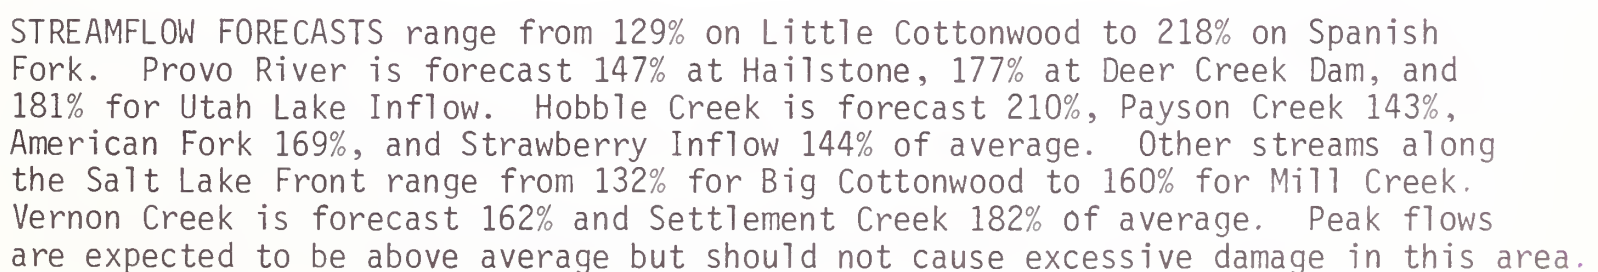 STREAMFLOW FORECASTS range from 129% on Little Cottonwood to 218% on Spanish
Fork.  Provo River is forecast 147% at Hailstone, 177% at Deer Creek Dam, and
181% for Utah Lake Inflow.  Hobble Creek is forecast 210%, Payson Creek 143%,
American Fork 169%, and Strawberry Inflow 144% of average.  Other streams along
the Salt Lake Front range from 132% for Big Cottonwood to 160% for Mill Creek.
Vernon Creek is forecast 162% and Settlement Creek 182% of average.  Peak flows
are expected to be above average but should not cause excessive damage in this area.